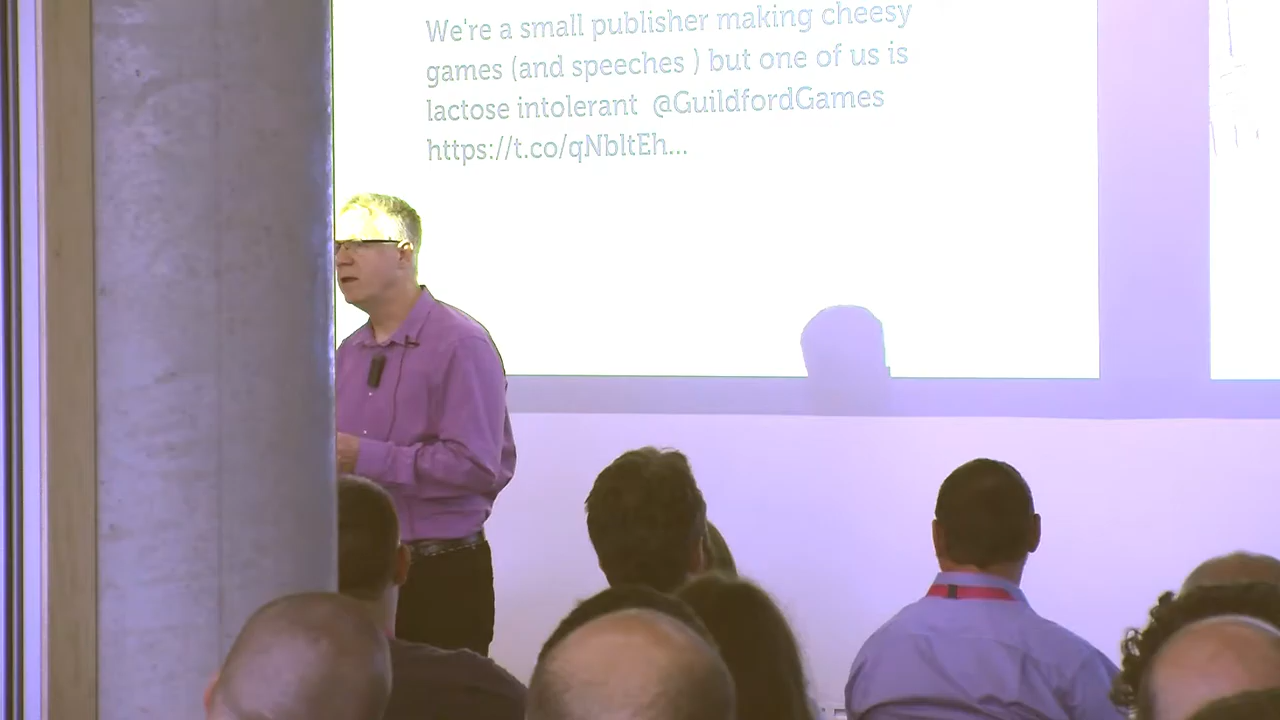 We're a small publisher making cheesy
games (and speeches ) but one of us is
lactose intolerant @GuildfordGames
https://t.co/qNbltEh...